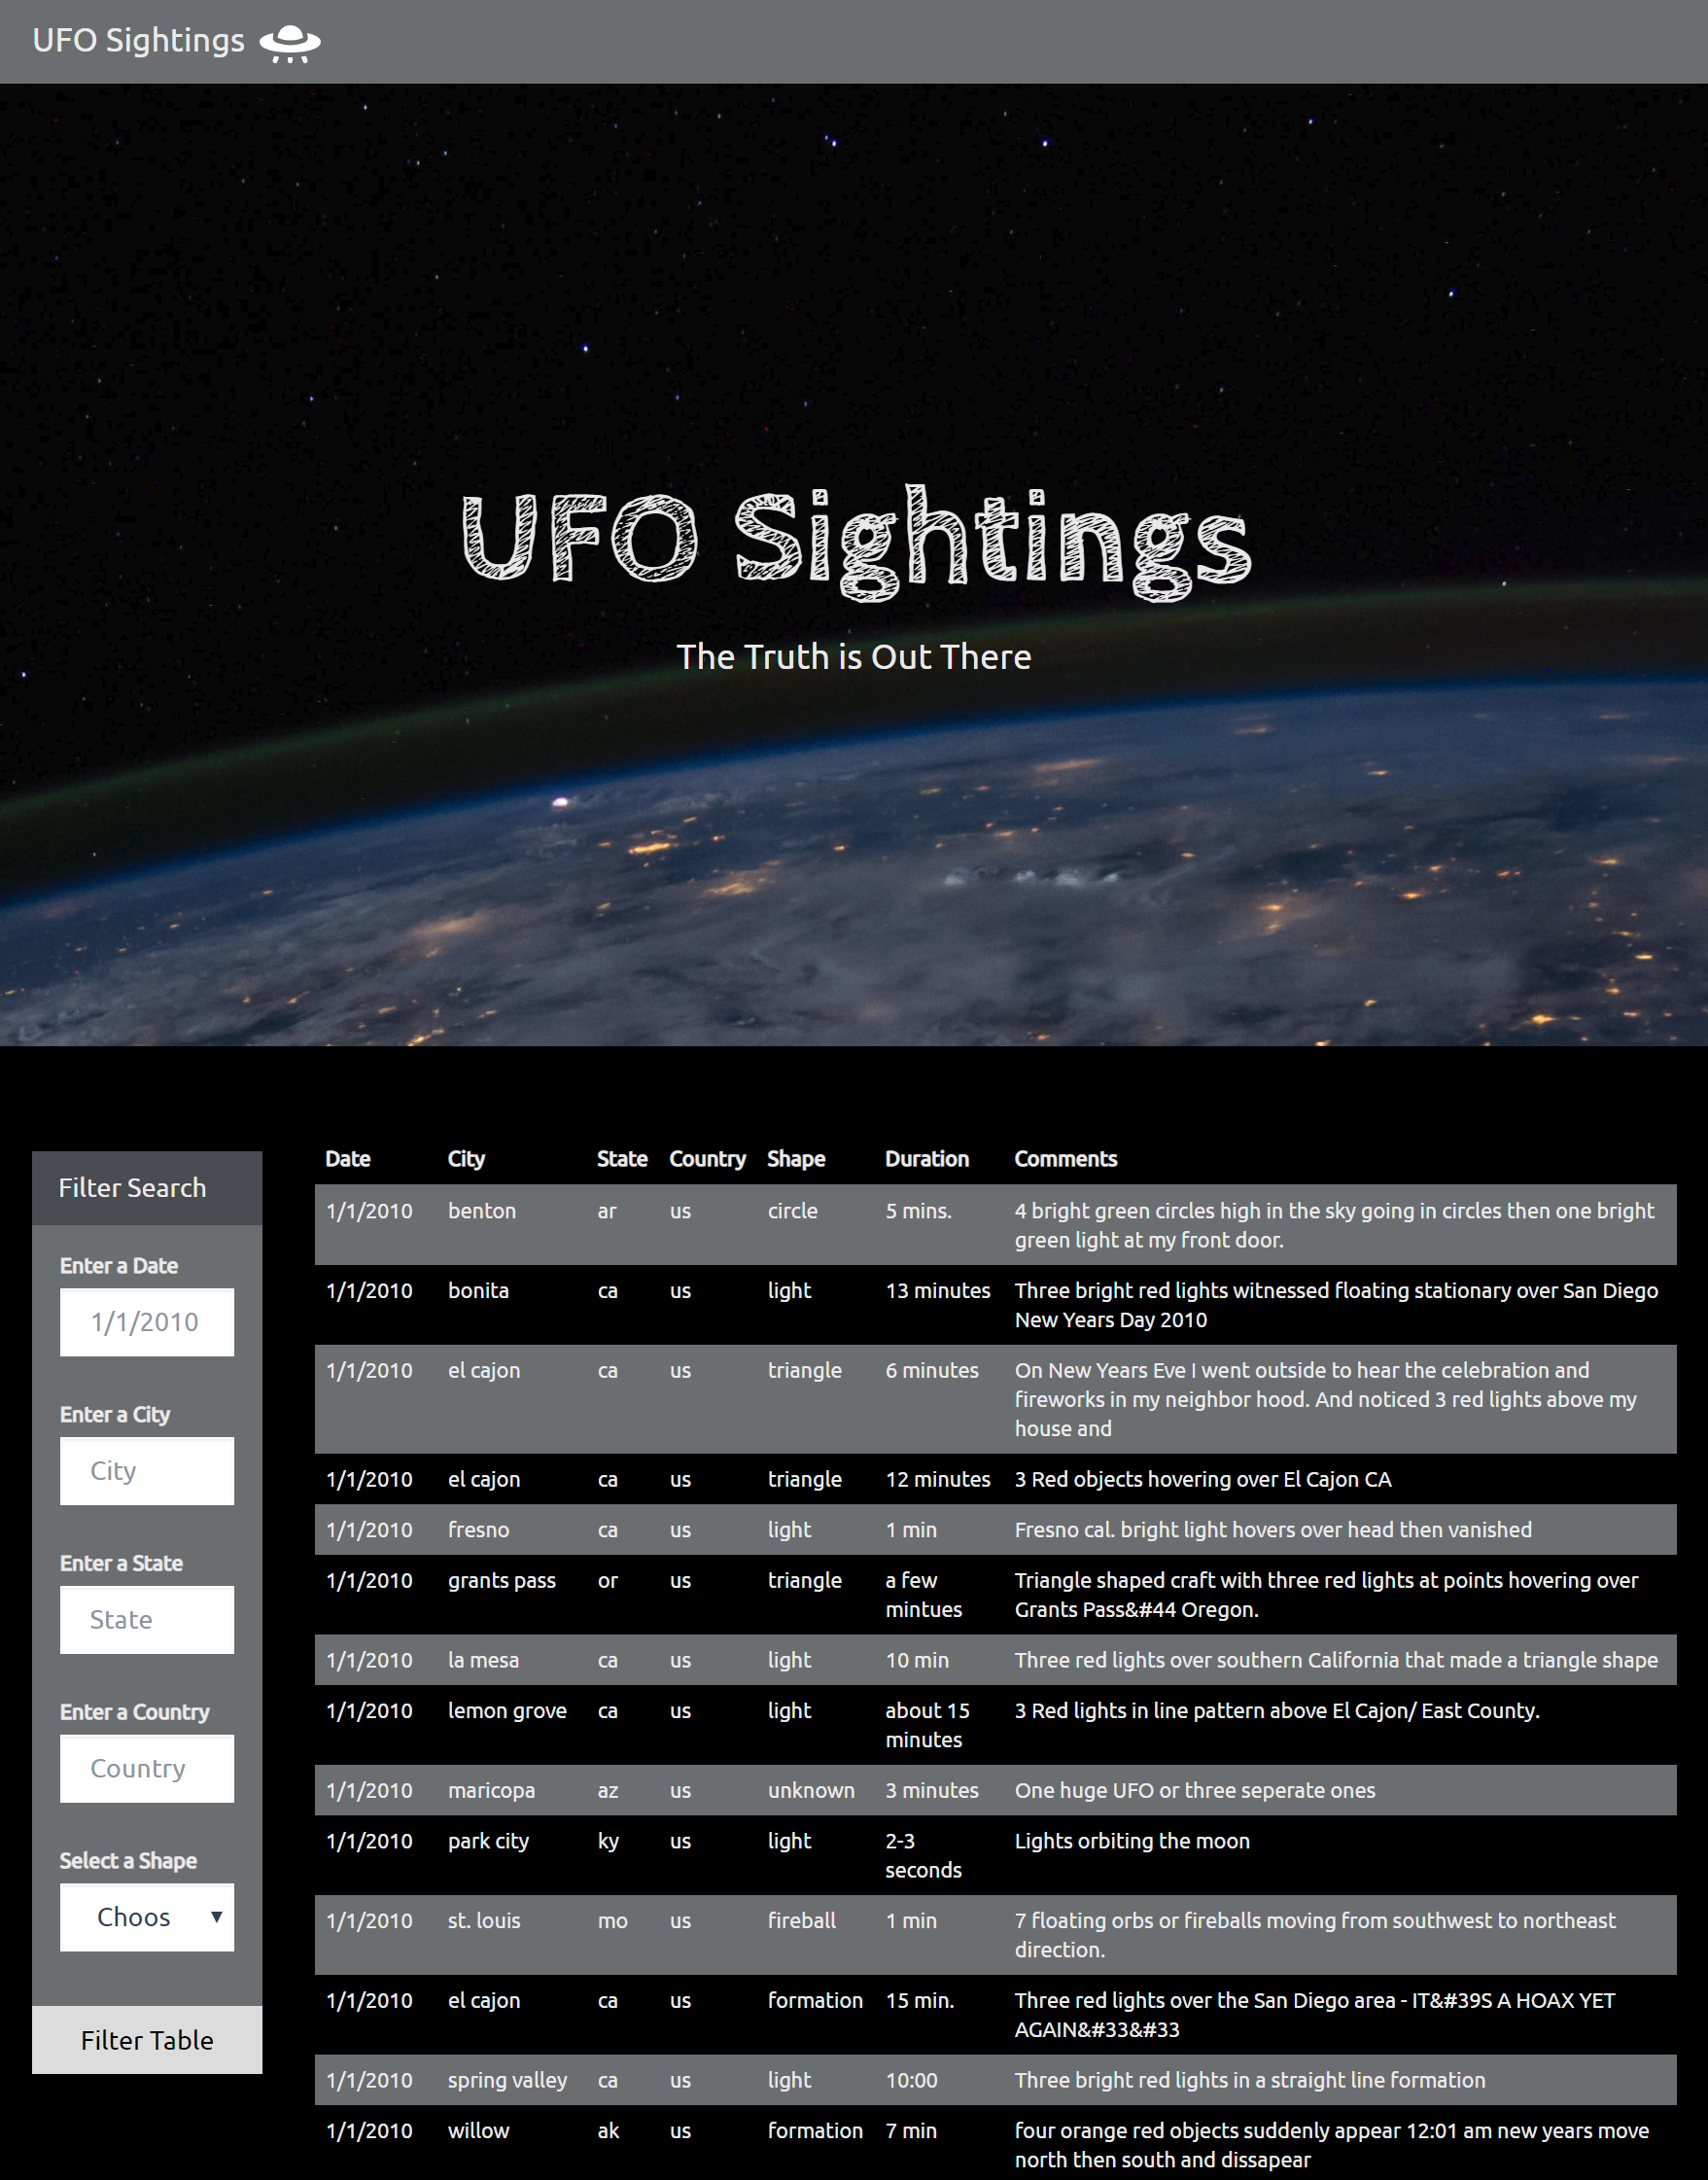 UFO Sightings
UFO Sightings
The Truth is Out There
Filter Search
Enter a Date
1/1/2010
Enter a City
City
Enter a State
State
Enter a Country
Country
Select a Shape
Choos
Filter Table
Date City State Country Shape Duration Comments
1/1/2010 benton ar us circle 5 mins. 4 bright green circles high in the sky going in circles then one bright
green light at my front door.
1/1/2010 bonita ca us light 13 minutes Three bright red lights witnessed floating stationary over San Diego
New Years Day 2010
1/1/2010 el cajon ca us triangle 6 minutes On New Years Eve I went outside to hear the celebration and
fireworks in my neighbor hood. And noticed 3 red lights above my
house and
1/1/2010 el cajon ca us triangle 12 minutes 3 Red objects hovering over El Cajon CA
1/1/2010 fresno ca us light 1 min Fresno cal. bright light hovers over head then vanished
1/1/2010 grants pass or us triangle a few Triangle shaped craft with three red lights at points hovering over
mintues Grants Pass&#44 Oregon.
1/1/2010 la mesa ca us light 10 min Three red lights over southern California that made a triangle shape
1/1/2010 lemon grove ca us light about 15 3 Red lights in line pattern above El Cajon/ East County.
minutes
1/1/2010 maricopa az us unknown 3 minutes One huge UFO or three seperate ones
1/1/2010 park city ky us light 2-3 Lights orbiting the moon
seconds
1/1/2010 st. louis mo us fireball 1 min 7 floating orbs or fireballs moving from southwest to northeast
direction.
1/1/2010 el cajon ca us formation 15 min. Three red lights over the San Diego area - IT&#39S A HOAX YET
AGAIN&#33&#33
1/1/2010 spring valley ca us light 10:00 Three bright red lights in a straight line formation
1/1/2010 willow ak us formation 7 min four orange red objects suddenly appear 12:01 am new years move
north then south and dissapear